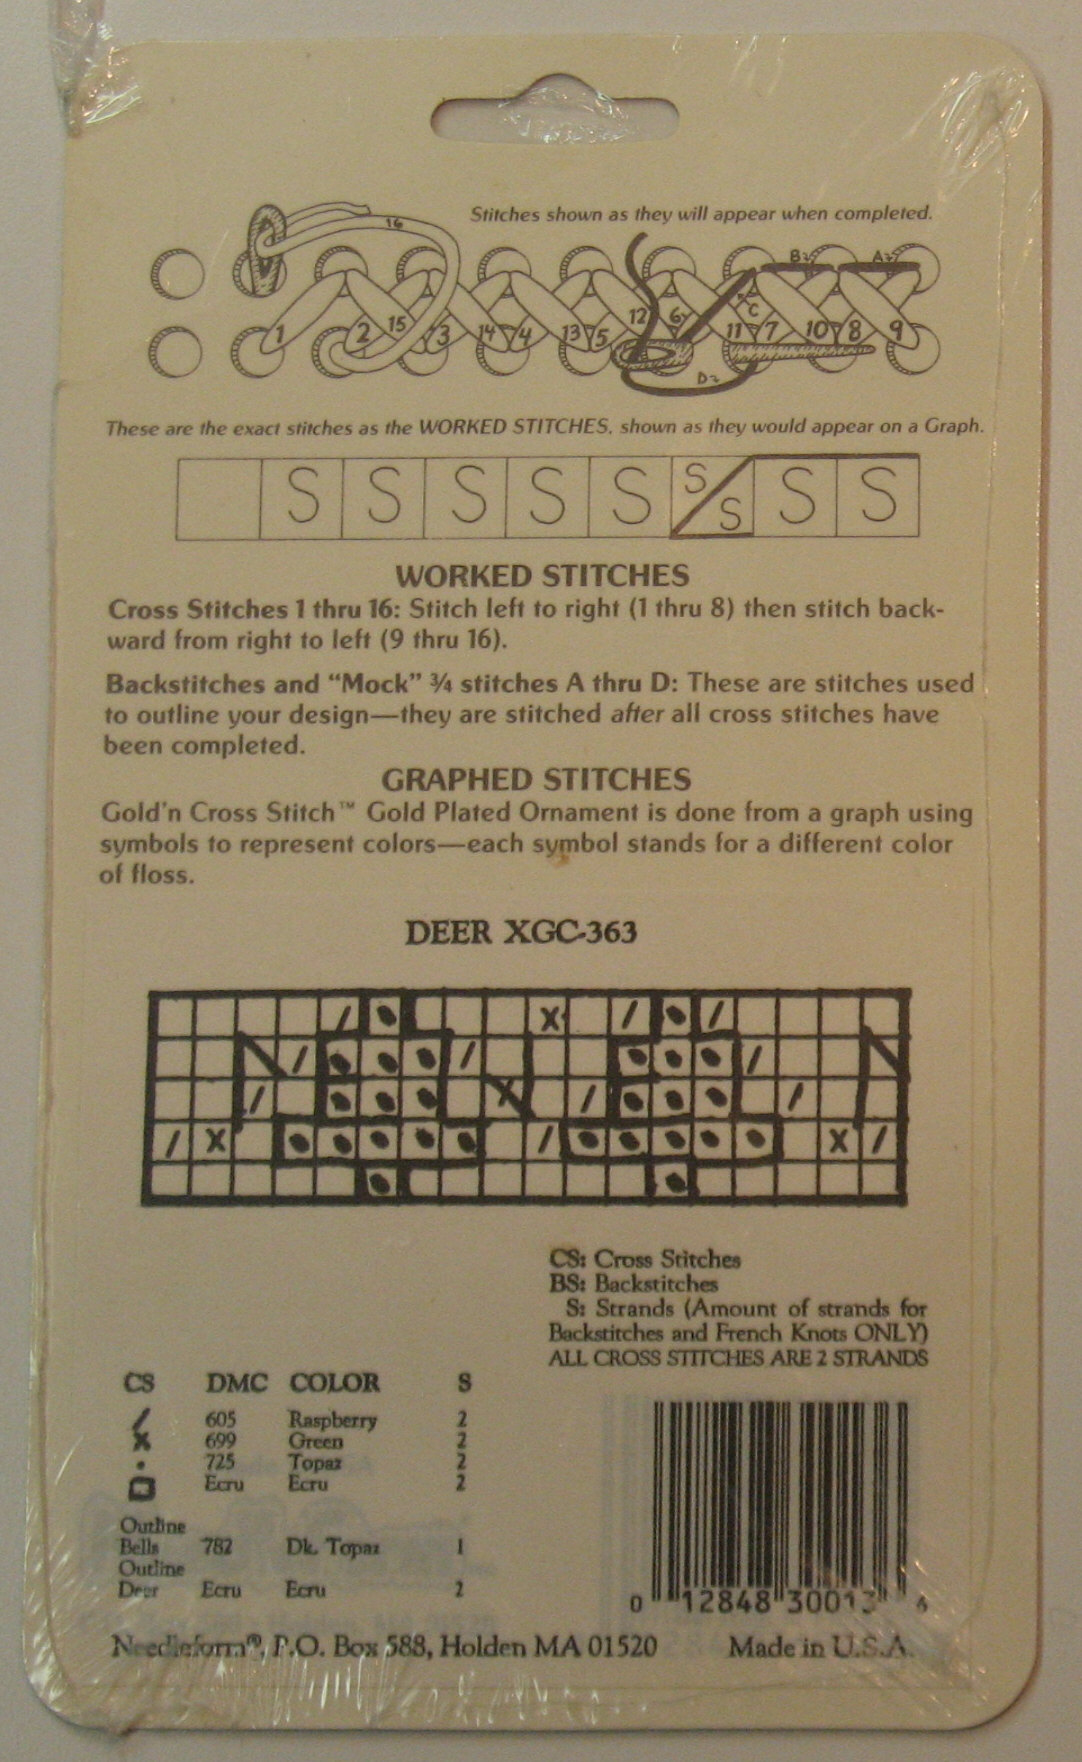 Stitches shown as they will appear when completed.
16
B2 A2
1 2 15 3 14 4 13 5 12 6 C 11 7 10 8 9
D2
These are the exact stitches as the WORKED STITCHES, shown as they would appear on a Graph.
S S S S S S S S S
WORKED STITCHES
Cross Stitches 1 thru 16: Stitch left to right (1 thru 8) then stitch back-
ward from right to left (9 thru 16).
Backstitches and “Mock” ¾ stitches A thru D: These are stitches used
to outline your design—they are stitched after all cross stitches have
been completed.
GRAPHED STITCHES
Gold'n Cross Stitch™ Gold Plated Ornament is done from a graph using
symbols to represent colors—each symbol stands for a different color
of floss.
DEER XGC-363
CS: Cross Stitches
BS: Backstitches
S: Strands (Amount of strands for
Backstitches and French Knots ONLY)
ALL CROSS STITCHES ARE 2 STRANDS
CS DMC COLOR S
/ 605 Raspberry 2
x 699 Green 2
• 725 Topaz 2
Ecru Ecru 2
Outline
Bells 782 Dk. Topaz 1
Outline
Deer Ecru Ecru 2
0 12848 30013
Needleform®, P.O. Box 588, Holden MA 01520 Made in U.S.A.